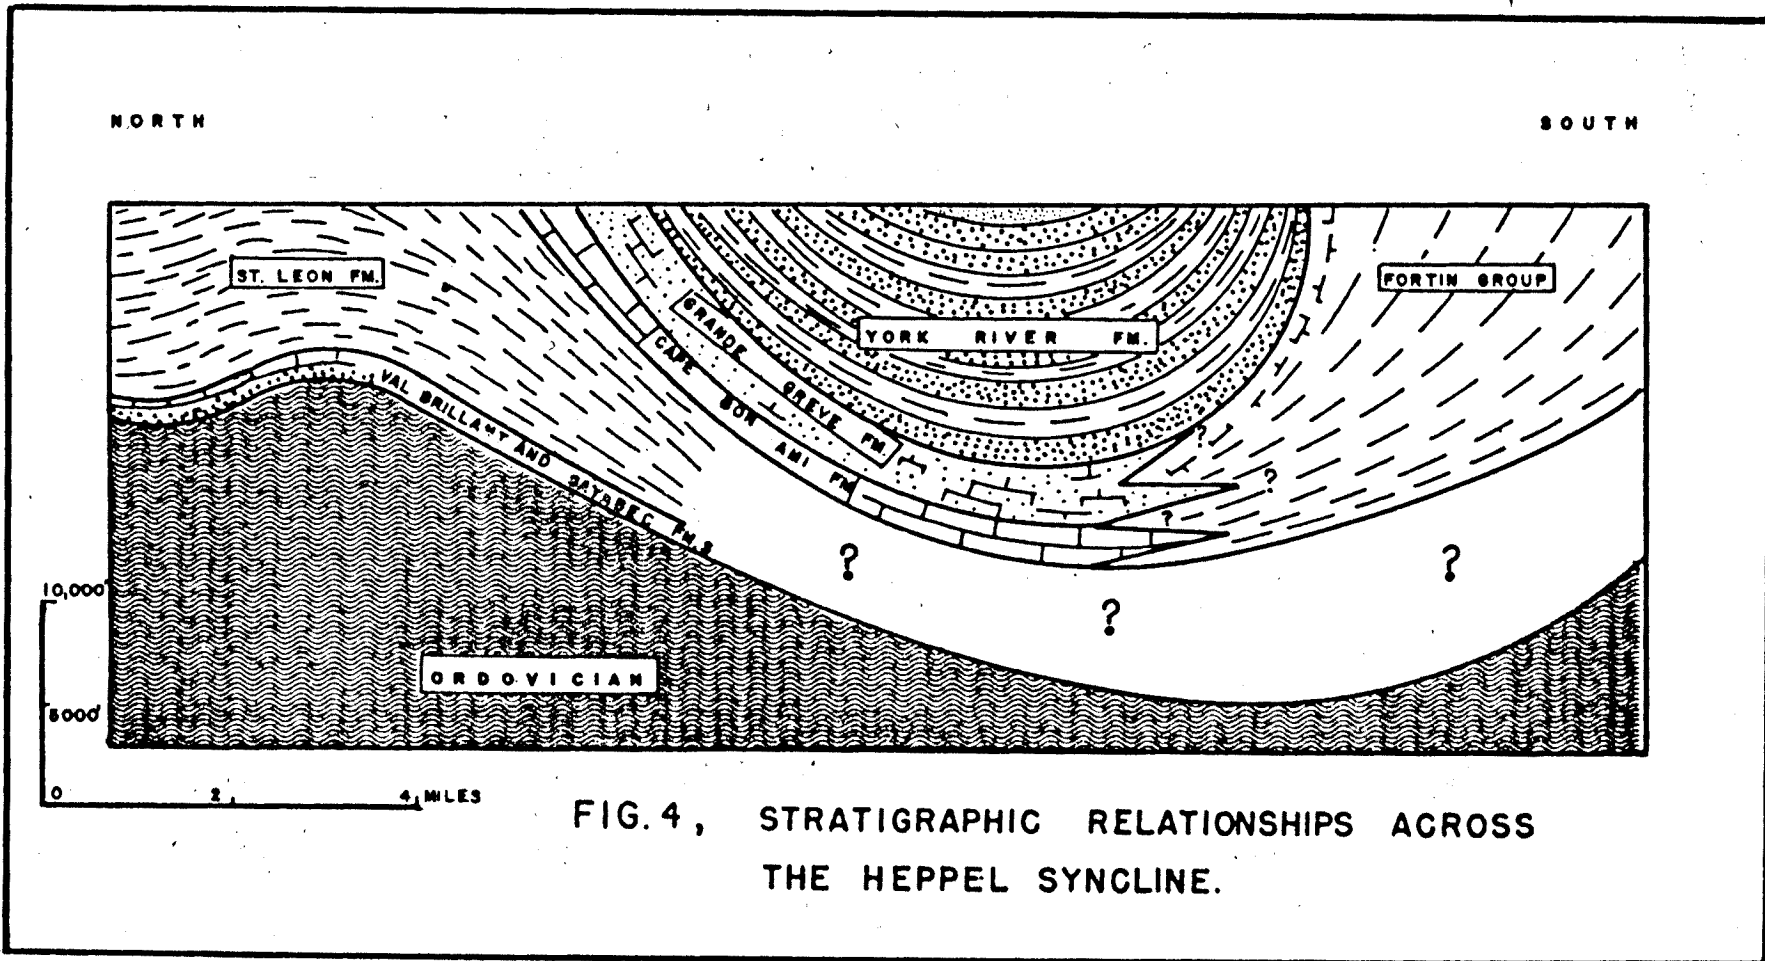 NORTH
SOUTH
ST. LEON FM.
FORTIN GROUP
YORK RIVER FM.
GRANDE GREVE FM.
CAPE BON AMI FM
VAL BRILLANT AND SAYABEC FM.S
?
?
?
?
?
?
ORDOVICIAN
10,000'
5000'
0 2 4 MILES
FIG. 4, STRATIGRAPHIC RELATIONSHIPS ACROSS
THE HEPPEL SYNCLINE.